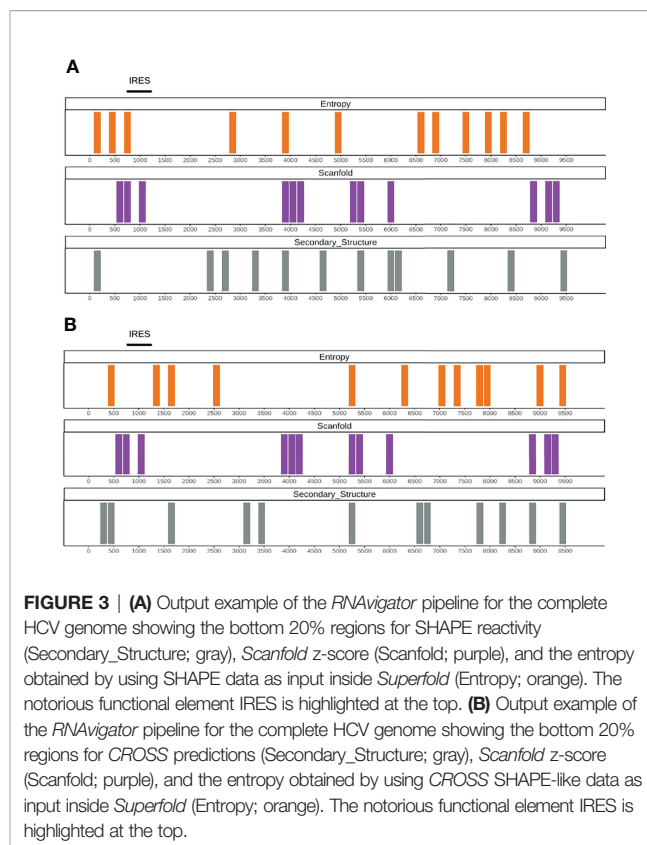 A
IRES
Entropy
0 500 1000 1500 2000 2500 3000 3500 4000 4500 5000 5500 6000 6500 7000 7500 8000 8500 9000 9500
Scanfold
0 500 1000 1500 2000 2500 3000 3500 4000 4500 5000 5500 6000 6500 7000 7500 8000 8500 9000 9500
Secondary_Structure
0 500 1000 1500 2000 2500 3000 3500 4000 4500 5000 5500 6000 6500 7000 7500 8000 8500 9000 9500
B
IRES
Entropy
0 500 1000 1500 2000 2500 3000 3500 4000 4500 5000 5500 6000 6500 7000 7500 8000 8500 9000 9500
Scanfold
0 500 1000 1500 2000 2500 3000 3500 4000 4500 5000 5500 6000 6500 7000 7500 8000 8500 9000 9500
Secondary_Structure
0 500 1000 1500 2000 2500 3000 3500 4000 4500 5000 5500 6000 6500 7000 7500 8000 8500 9000 9500
FIGURE 3 | (A) Output example of the RNAvigator pipeline for the complete
HCV genome showing the bottom 20% regions for SHAPE reactivity
(Secondary_Structure; gray), Scanfold z-score (Scanfold; purple), and the entropy
obtained by using SHAPE data as input inside Superfold (Entropy; orange). The
notorious functional element IRES is highlighted at the top. (B) Output example of
the RNAvigator pipeline for the complete HCV genome showing the bottom 20%
regions for CROSS predictions (Secondary_Structure; gray), Scanfold z-score
(Scanfold; purple), and the entropy obtained by using CROSS SHAPE-like data as
input inside Superfold (Entropy; orange). The notorious functional element IRES is
highlighted at the top.